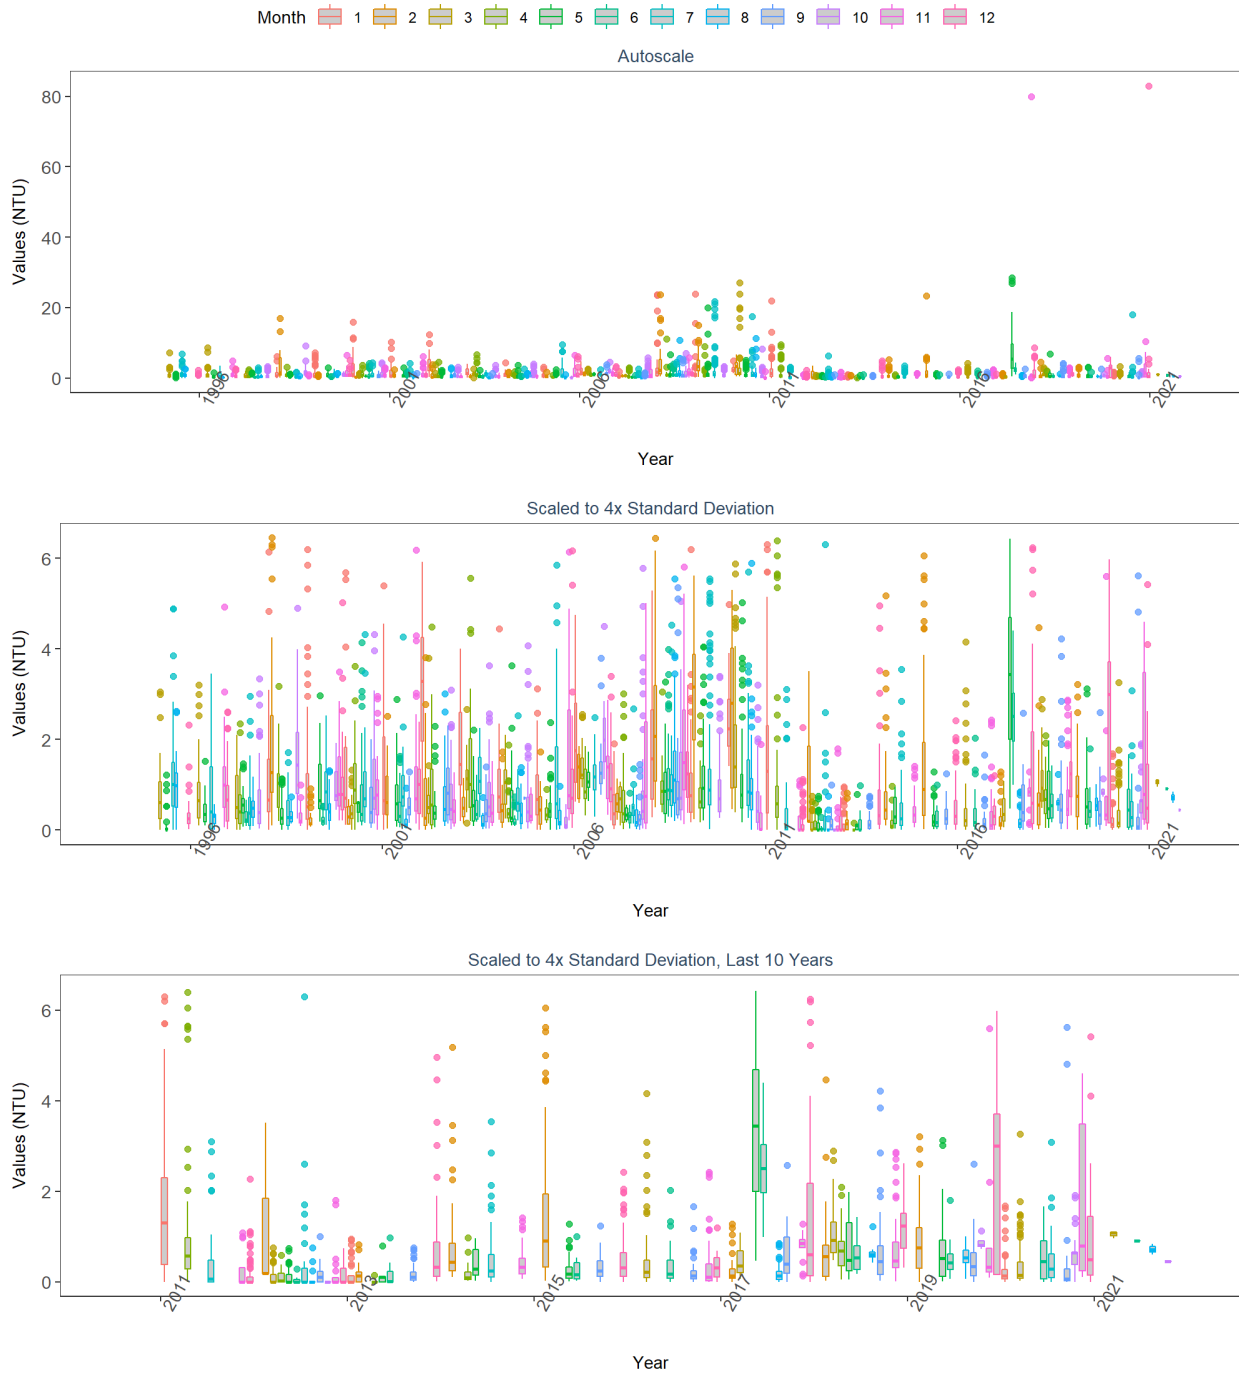 Month 1 2 3 4 5 6 7 8 9 10 11 12
Autoscale
Values (NTU)
80
60
40
20
0
1996 2001 2006 2011 2016 2021
Year
Scaled to 4x Standard Deviation
Values (NTU)
6
4
2
0
1996 2001 2006 2011 2016 2021
Year
Scaled to 4x Standard Deviation, Last 10 Years
Values (NTU)
6
4
2
0
2011 2013 2015 2017 2019 2021
Year